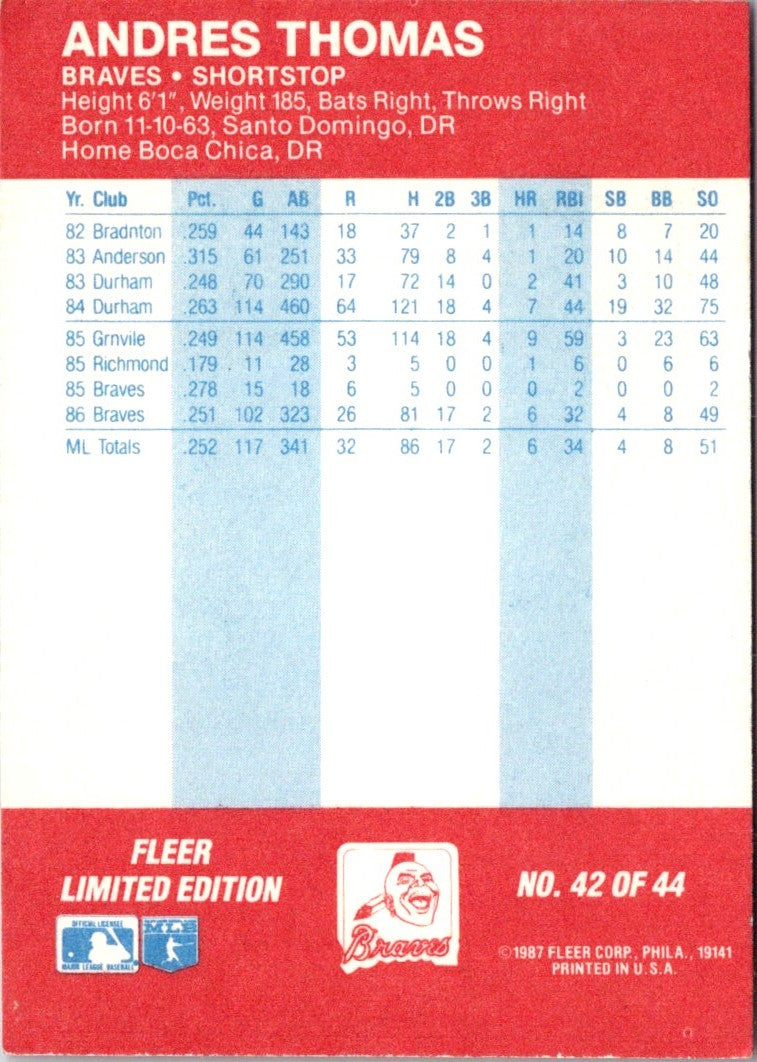 ANDRES THOMAS
BRAVES • SHORTSTOP
Height 6'1", Weight 185, Bats Right, Throws Right
Born 11-10-63, Santo Domingo, DR
Home Boca Chica, DR
Yr. Club Pct. G AB R H 2B 3B HR RBI SB BB SO
82 Bradnton .259 44 143 18 37 2 1 1 14 8 7 20
83 Anderson .315 61 251 33 79 8 4 1 20 10 14 44
83 Durham .248 70 290 17 72 14 0 2 41 3 10 48
84 Durham .263 114 460 64 121 18 4 7 44 19 32 75
85 Grnvile .249 114 458 53 114 18 4 9 59 3 23 63
85 Richmond .179 11 28 3 5 0 0 1 6 0 6 6
85 Braves .278 15 18 6 5 0 0 0 2 0 0 2
86 Braves .251 102 323 26 81 17 2 6 32 4 8 49
ML Totals .252 117 341 32 86 17 2 6 34 4 8 51
FLEER
LIMITED EDITION
NO. 42 OF 44
OFFICIAL LICENSEE
MAJOR LEAGUE BASEBALL
MLB
Braves
©1987 FLEER CORP., PHILA., 19141
PRINTED IN U.S.A.